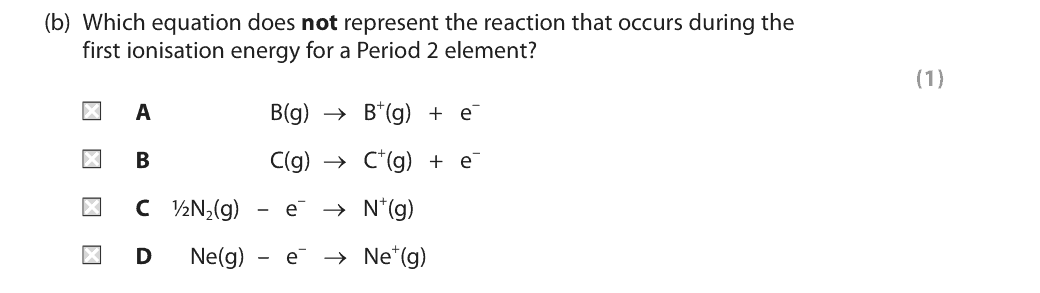 (b) Which equation does not represent the reaction that occurs during the
first ionisation energy for a Period 2 element?
(1)
A B(g) → B⁺(g) + e⁻
B C(g) → C⁺(g) + e⁻
C ½N₂(g) – e⁻ → N⁺(g)
D Ne(g) – e⁻ → Ne⁺(g)